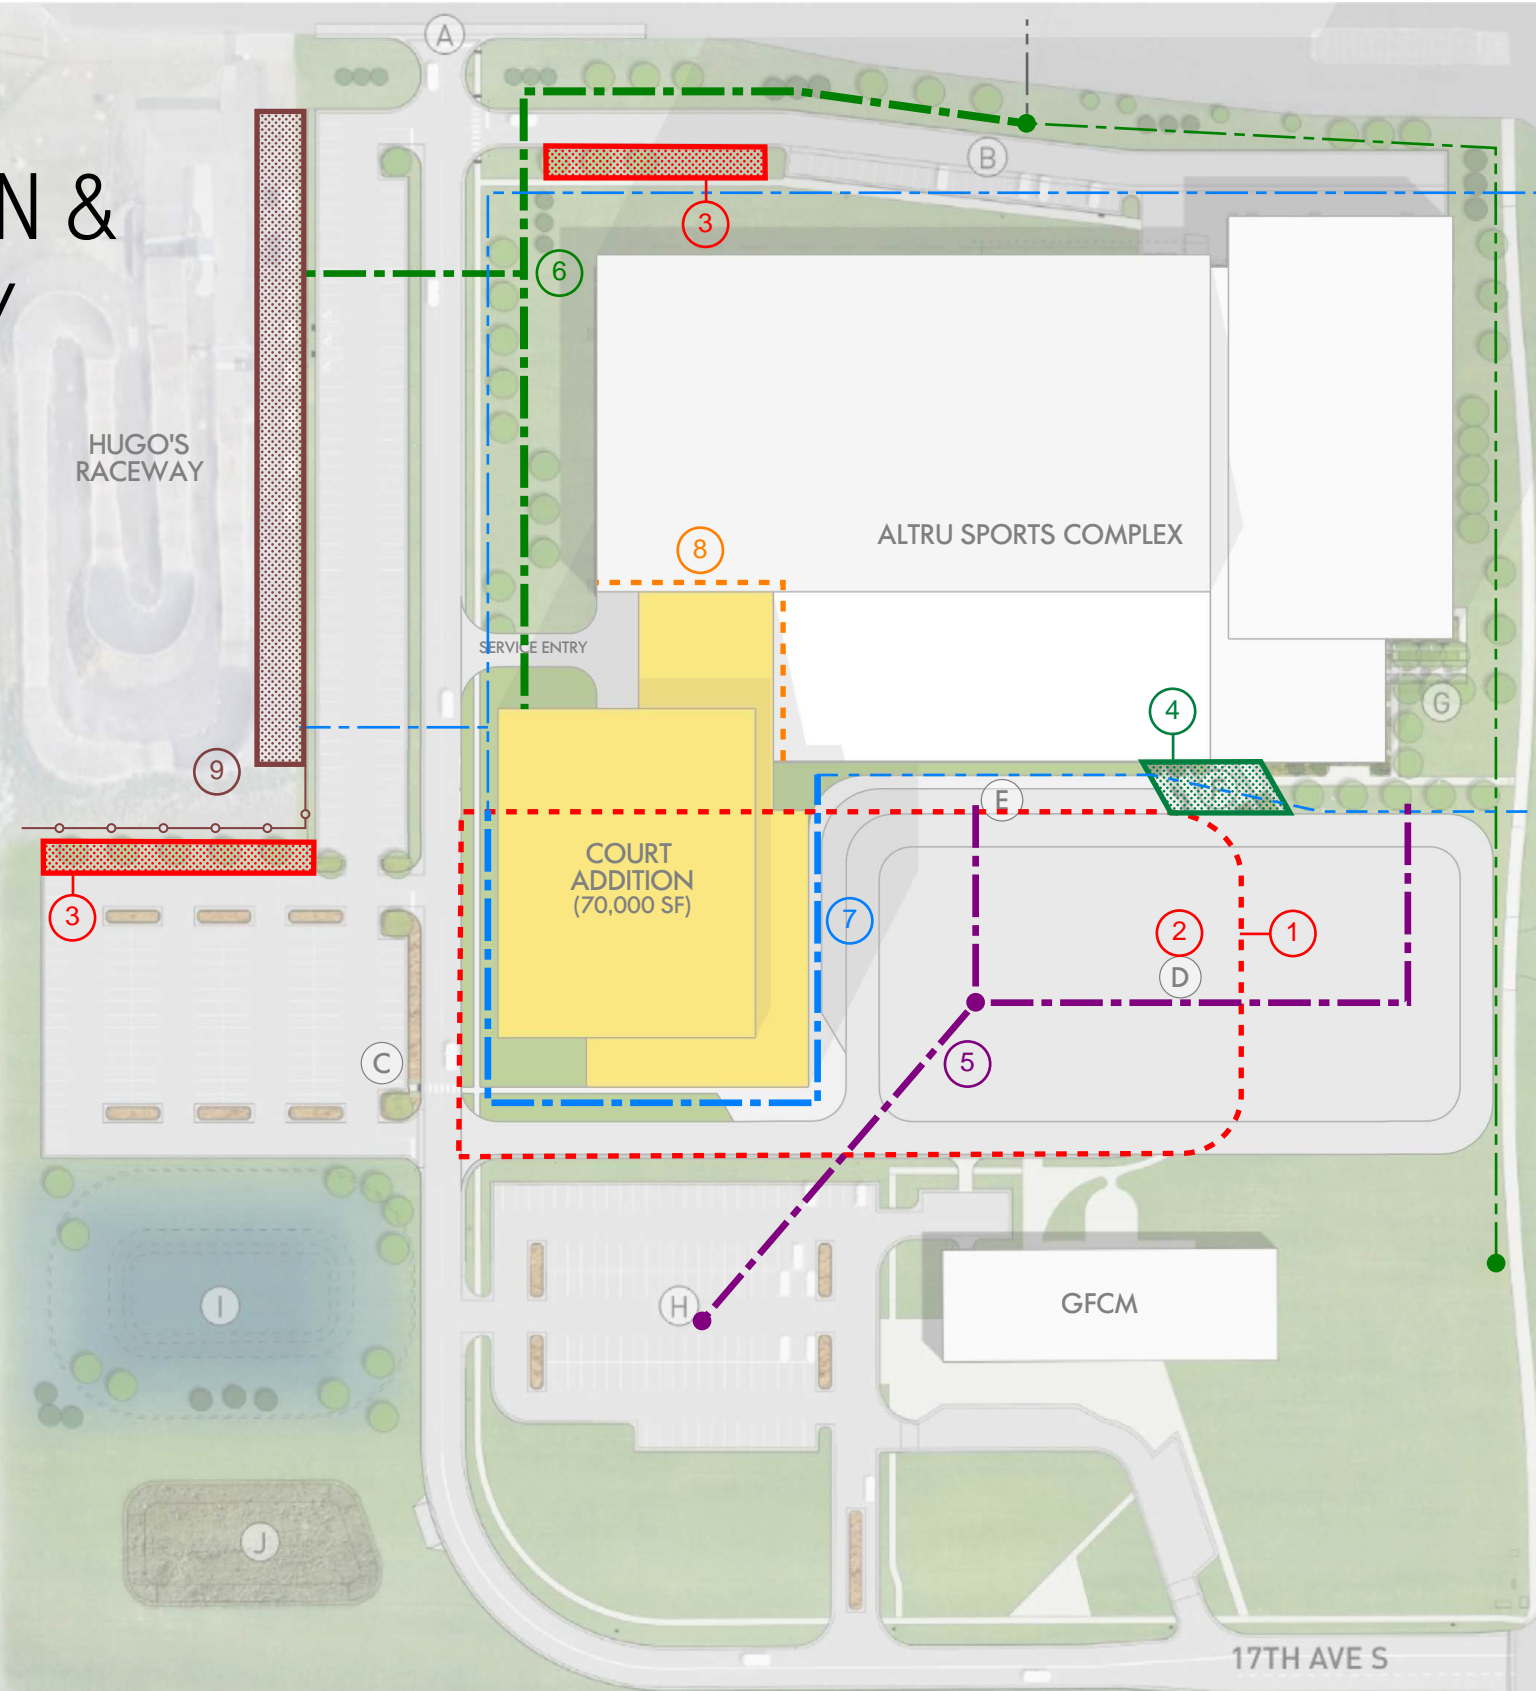 A
N &
B
Y
3
6
HUGO'S
RACEWAY
ALTRU SPORTS COMPLEX
8
SERVICE ENTRY
4
G
9
E
COURT
ADDITION
(70,000 SF)
3
7
2
1
D
C
5
I
H
GFCM
J
17TH AVE S